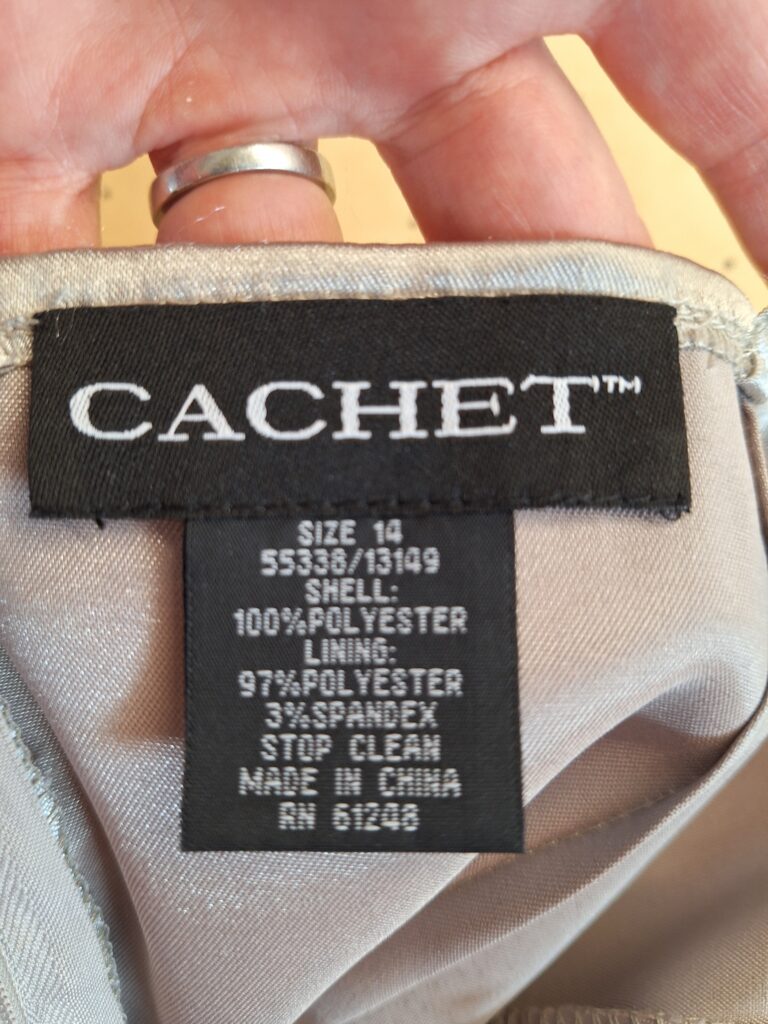 CACHET™
SIZE 14
55338/13149
SHELL:
100%POLYESTER
LINING:
97%POLYESTER
3%SPANDEX
STOP CLEAN
MADE IN CHINA
RN 61248